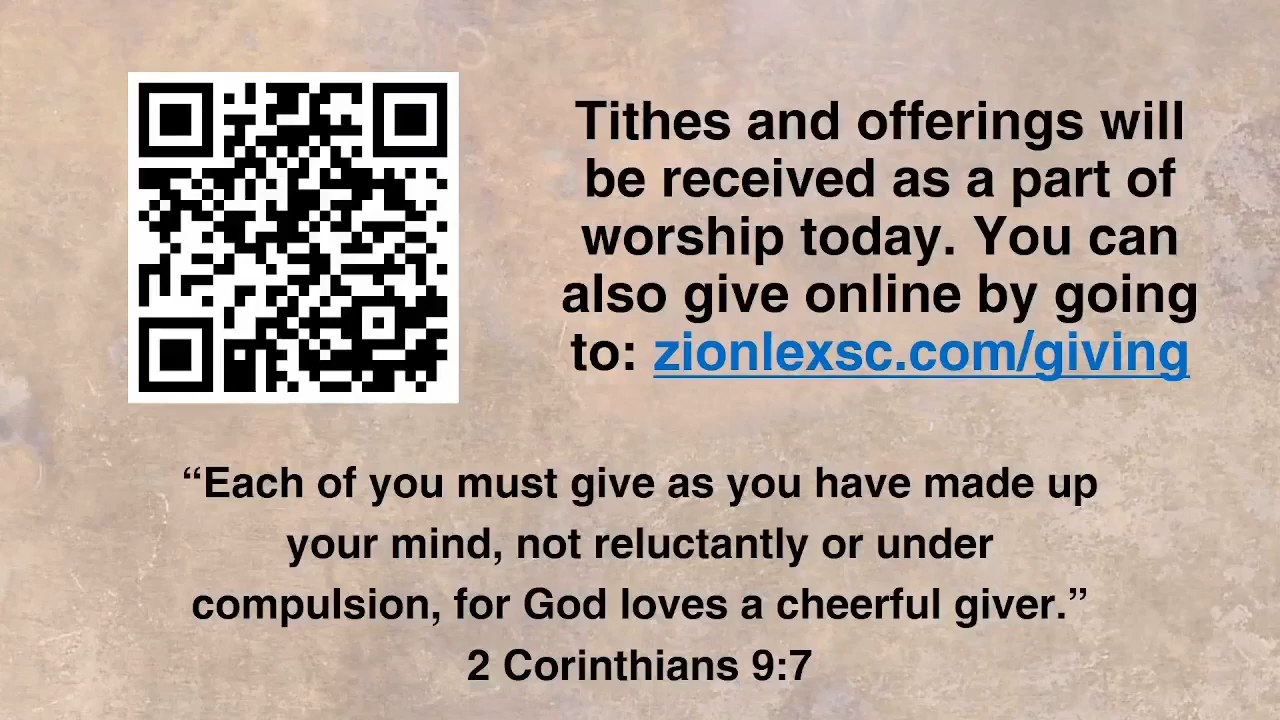 Tithes and offerings will
be received as a part of
worship today. You can
also give online by going
to: zionlexsc.com/giving
“Each of you must give as you have made up
your mind, not reluctantly or under
compulsion, for God loves a cheerful giver.”
2 Corinthians 9:7